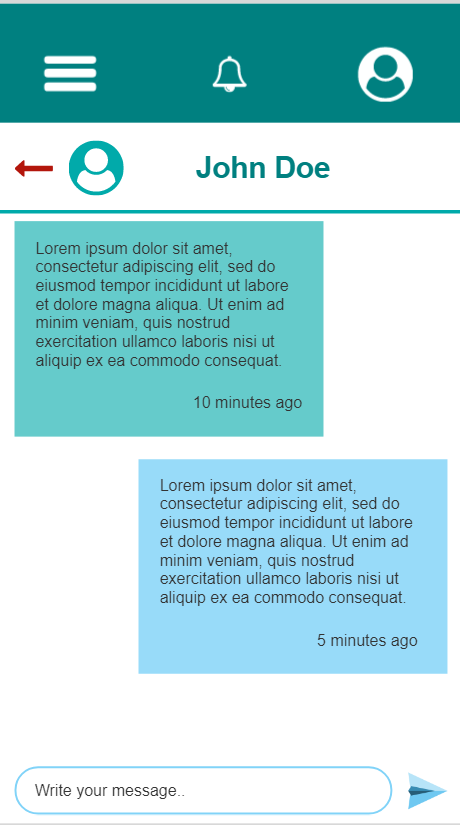 John Doe
Lorem ipsum dolor sit amet,
consectetur adipiscing elit, sed do
eiusmod tempor incididunt ut labore
et dolore magna aliqua. Ut enim ad
minim veniam, quis nostrud
exercitation ullamco laboris nisi ut
aliquip ex ea commodo consequat.
10 minutes ago
Lorem ipsum dolor sit amet,
consectetur adipiscing elit, sed do
eiusmod tempor incididunt ut labore
et dolore magna aliqua. Ut enim ad
minim veniam, quis nostrud
exercitation ullamco laboris nisi ut
aliquip ex ea commodo consequat.
5 minutes ago
Write your message..